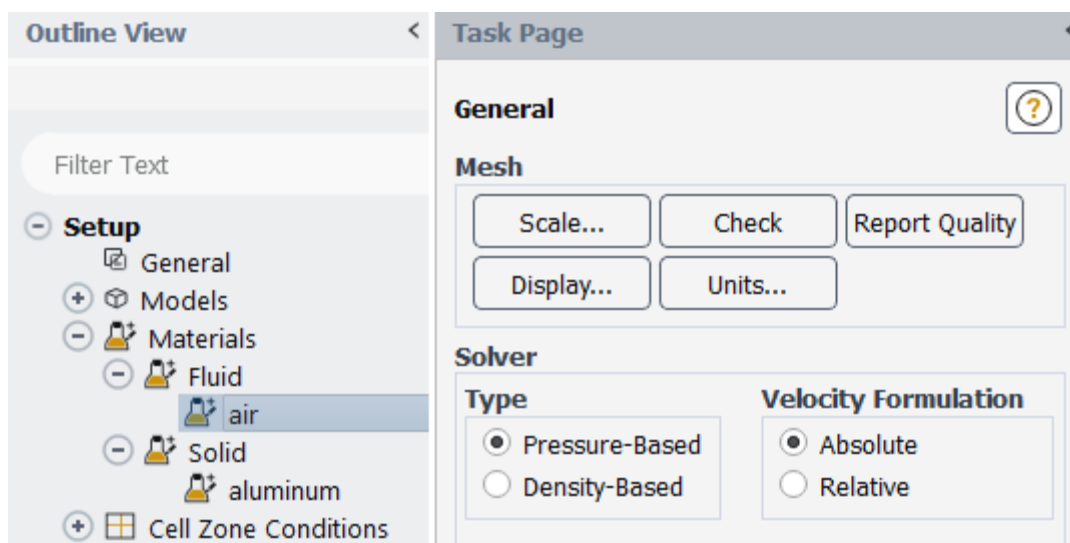 Outline View
Filter Text
Setup
General
Models
Materials
Fluid
air
Solid
aluminum
Cell Zone Conditions
Task Page
General
?
Mesh
Scale... Check Report Quality
Display... Units...
Solver
Type Velocity Formulation
Pressure-Based Absolute
Density-Based Relative